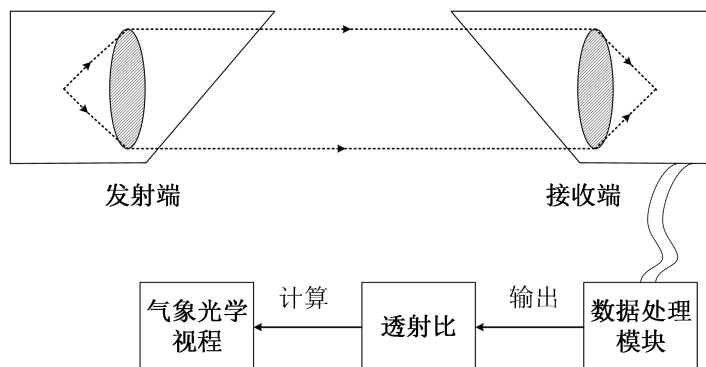 发射端
接收端
气象光学
视程
计算
透射比
输出
数据处理
模块